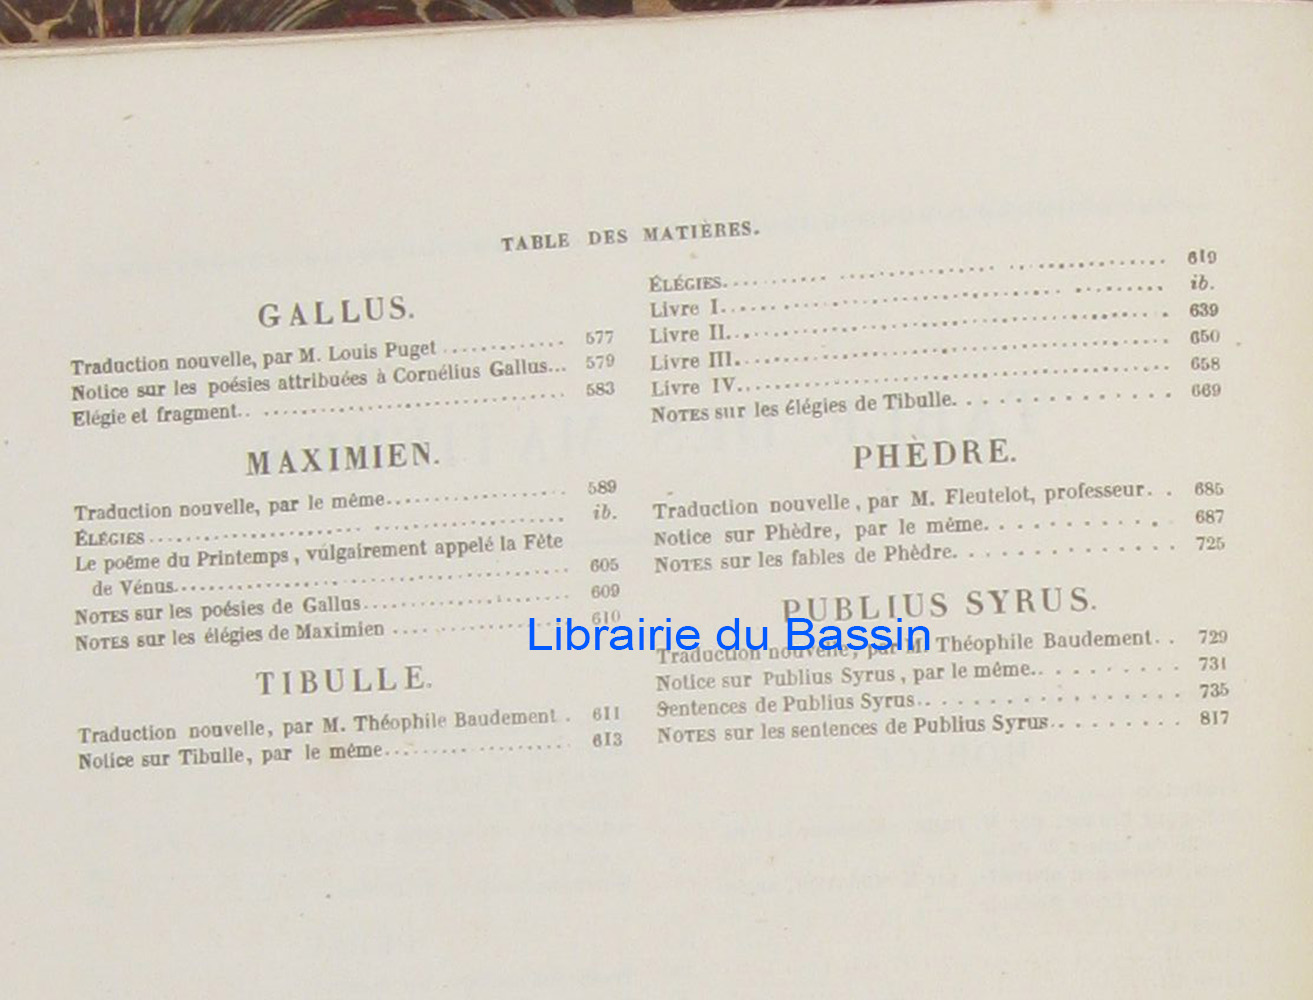 TABLE DES MATIÈRES.
GALLUS.
Traduction nouvelle, par M. Louis Puget ............. 577
Notice sur les poésies attribuées à Cornélius Gallus... 579
Elégie et fragment.. .............................. 583
MAXIMIEN.
Traduction nouvelle, par le même................... 589
ÉLÉGIES........................................ ib.
Le poême du Printemps, vulgairement appelé la Fête
de Vénus........................................ 605
NOTES sur les poésies de Gallus..................... 609
NOTES sur les élégies de Maximien .................. 610
TIBULLE.
Traduction nouvelle, par M. Théophile Baudement . 611
Notice sur Tibulle, par le même.................... 613
ÉLÉGIES........................................ 619
Livre I........................................ ib.
Livre II....................................... 639
Livre III...................................... 650
Livre IV....................................... 658
NOTES sur les élégies de Tibulle. . . . . . . . . . . . . 669
PHÈDRE.
Traduction nouvelle, par M. Fleutelot, professeur. . 685
Notice sur Phèdre, par le même. . . . . . . . . . . 687
NOTES sur les fables de Phèdre. . . . . . . . . . . . 725
PUBLIUS SYRUS.
Librairie du Bassin
Traduction nouvelle, par M. Théophile Baudement. . 729
Notice sur Publius Syrus, par le même.. . . . . . . . 731
Sentences de Publius Syrus.. . . . . . . . . . . . . . 735
NOTES sur les sentences de Publius Syrus. . . . . . . . 817